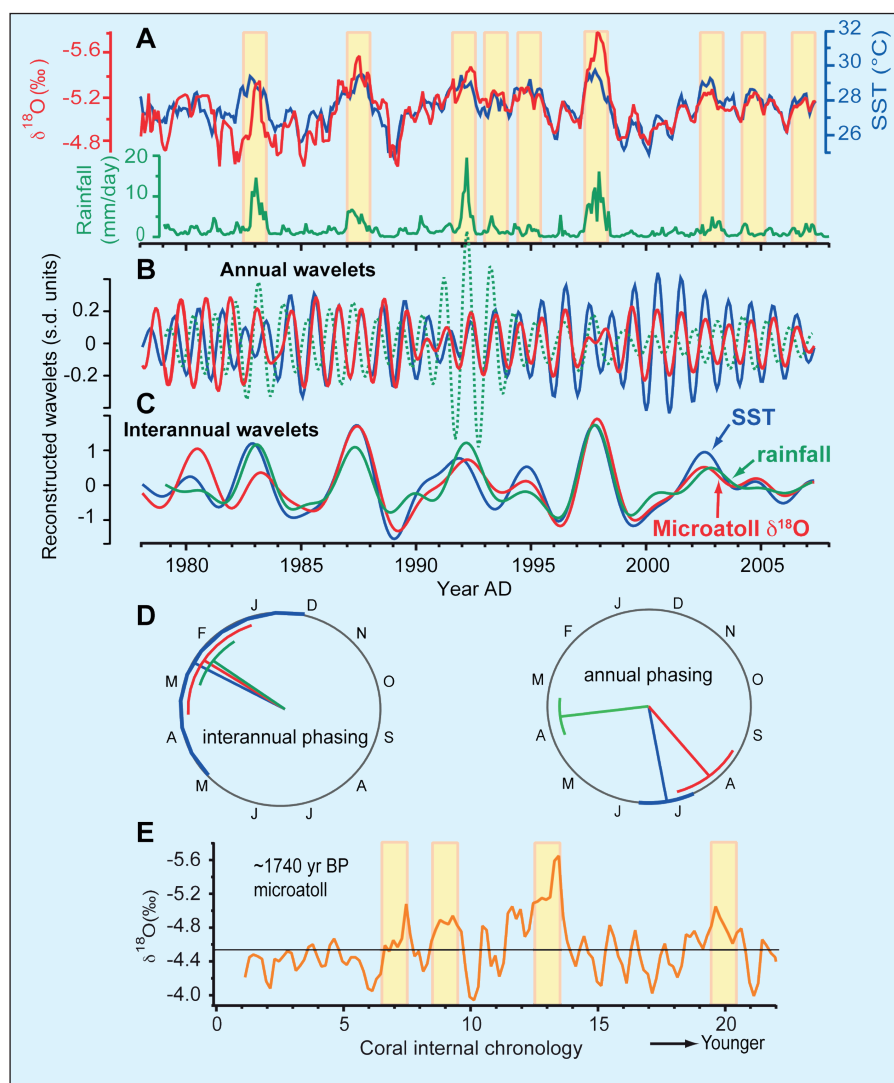 A
-5.6
-5.2
-4.8
δ18O(‰)
32
30
28
26
SST (°C)
20
10
0
Rainfall
(mm/day)
B
Annual wavelets
0.2
0
-0.2
Reconstructed wavelets (s.d. units)
C
Interannual wavelets
1
0
-1
SST
rainfall
Microatoll δ18O
1980
1985
1990
1995
2000
2005
Year AD
D
J D
F N
M O
A S
M A
J J
interannual phasing
J D
F N
M O
A S
M A
J J
annual phasing
E
-5.6
-5.2
-4.8
-4.4
-4.0
δ18O(‰)
~1740 yr BP
microatoll
0
5
10
15
20
Coral internal chronology
Younger